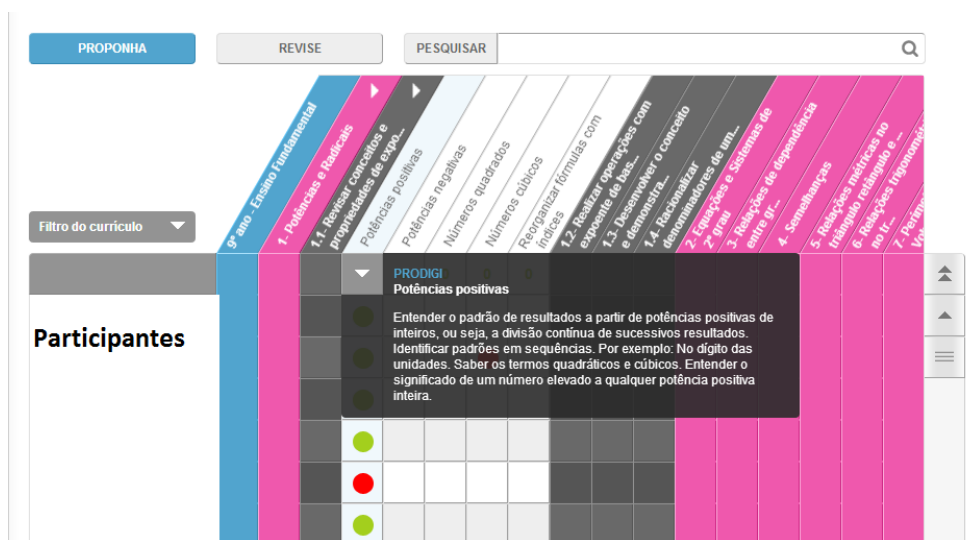 PROPONHA
REVISE
PESQUISAR
9º ano - Ensino Fundamental
1- Potências e Radicais
1.1- Revisar conceitos e
propriedades de expo...
Potências positivas
Potências negativas
Números quadrados
Números cúbicos
Reorganizar fórmulas com
índices
1.2- Realizar operações com
expoente de bas...
1.3- Desenvolver o conceito
e demonstra...
1.4- Racionalizar
denominadores de um...
2- Equações e Sistemas de
2º grau
3- Relações de dependência
entre gr...
4- Semelhanças
5- Relações métricas no
triângulo retângulo e ...
6- Relações
no tr...
7-
Filtro do currículo
PRODIGI
Potências positivas
Entender o padrão de resultados a partir de potências positivas de
inteiros, ou seja, a divisão contínua de sucessivos resultados.
Identificar padrões em sequências. Por exemplo: No dígito das
unidades. Saber os termos quadráticos e cúbicos. Entender o
significado de um número elevado a qualquer potência positiva
inteira.
Participantes